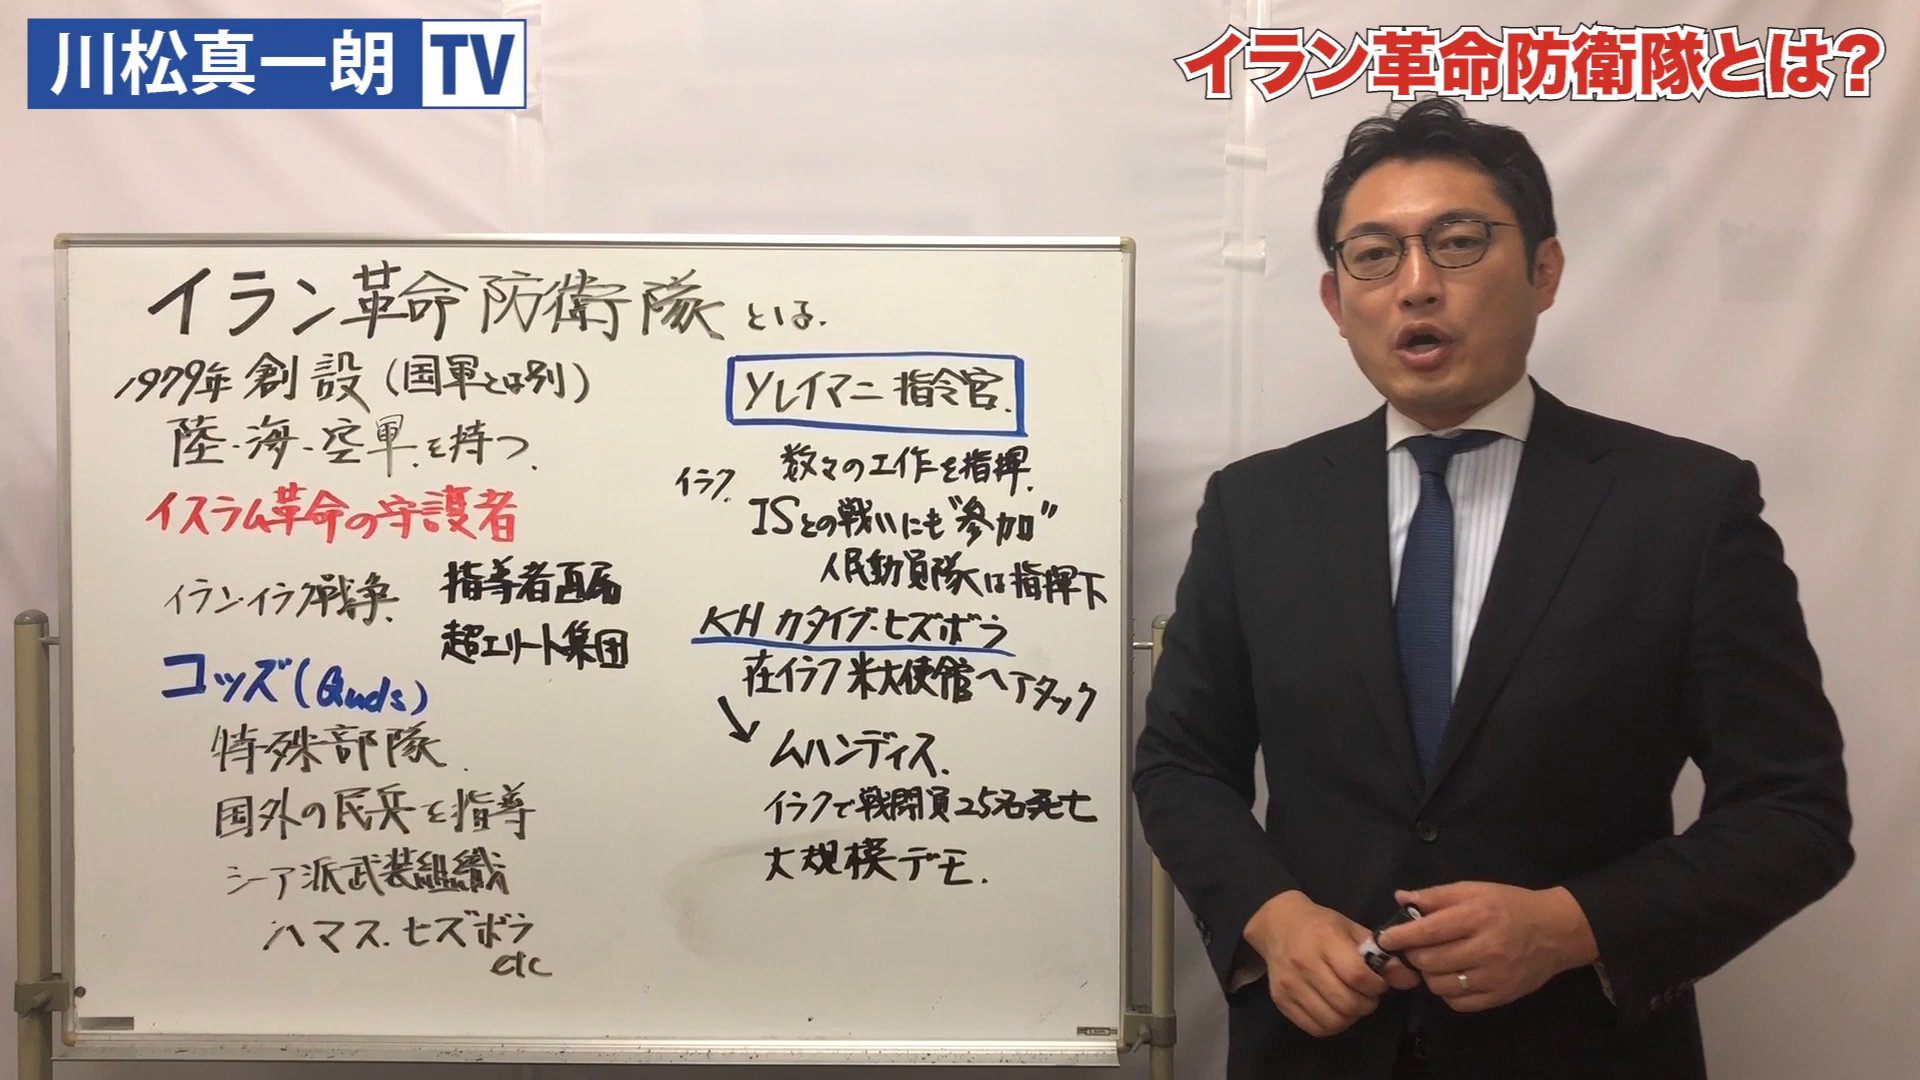 川松真一朗 TV
イラン革命防衛隊とは?
イラン革命防衛隊とは.
1979年 創設(国軍とは別)
陸・海・空軍を持つ.
イスラム革命の守護者
イラン・イラク戦争.
指導者直属
超エリート集団
コッズ(Quds)
特殊部隊.
国外の民兵を指導
シーア派武装組織
ハマス.ヒズボラ
etc
ソレイマニ指令官.
イラク.
数々の工作を指揮.
ISとの戦いにも"参加"
人民動員隊は指揮下
KH カタイブ・ヒズボラ
在イラク米大使館へアタック
↘ ムハンディス.
イラクで戦闘員25名死亡
大規模デモ.